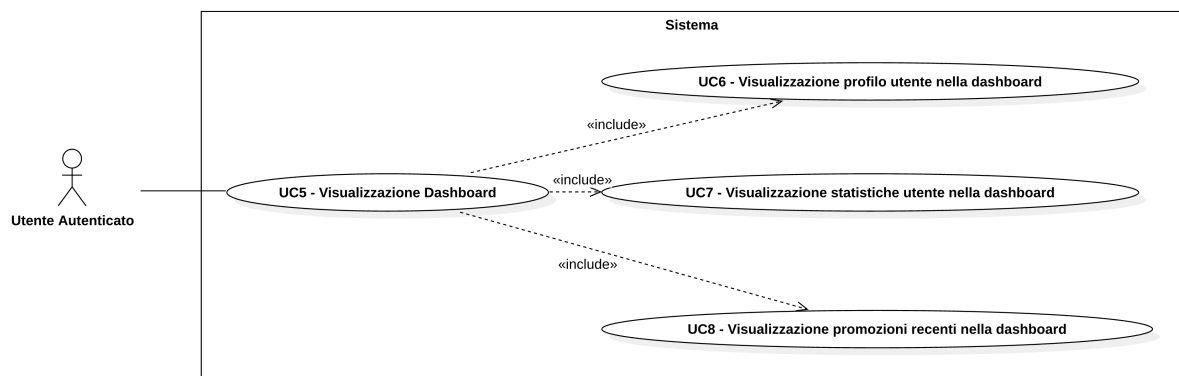 Sistema
UC6 - Visualizzazione profilo utente nella dashboard
«include»
«include»
UC5 - Visualizzazione Dashboard
UC7 - Visualizzazione statistiche utente nella dashboard
Utente Autenticato
«include»
UC8 - Visualizzazione promozioni recenti nella dashboard